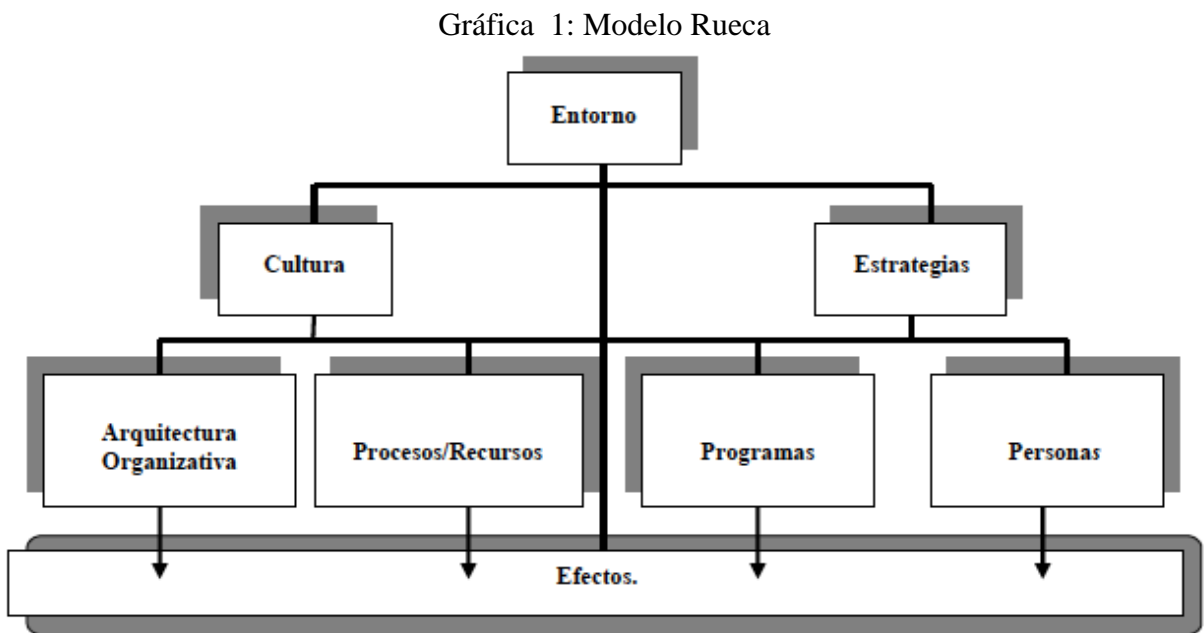 Gráfica 1: Modelo Rueca
Entorno
Cultura
Estrategias
Arquitectura
Organizativa
Procesos/Recursos
Programas
Personas
Efectos.